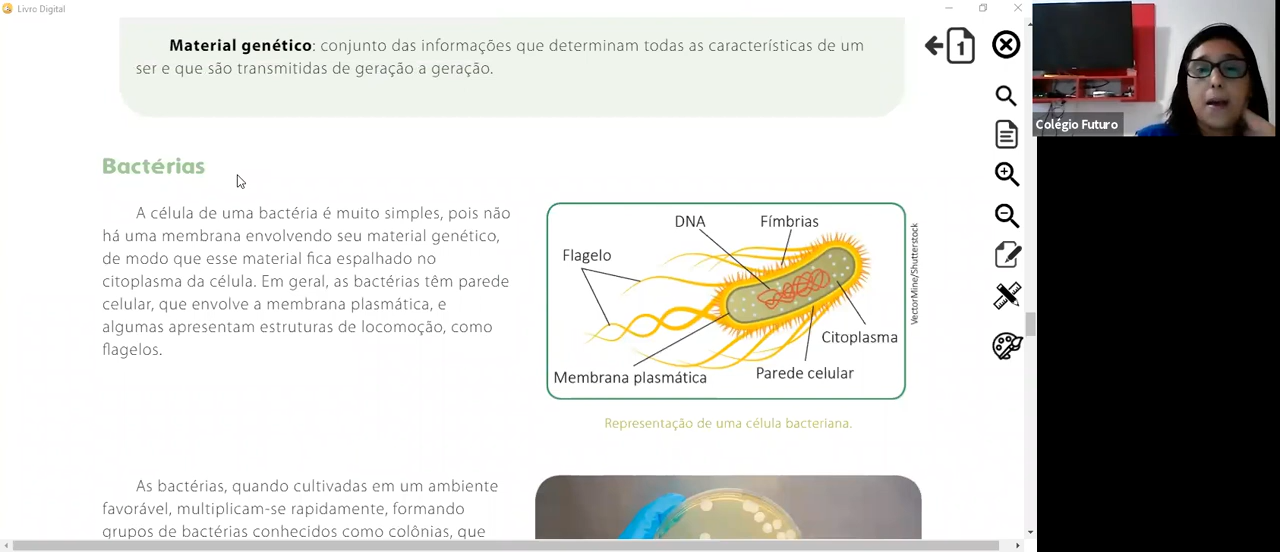 Livro Digital
Material genético: conjunto das informações que determinam todas as características de um
ser e que são transmitidas de geração a geração.
1
Colégio Futuro
Bactérias
A célula de uma bactéria é muito simples, pois não
há uma membrana envolvendo seu material genético,
de modo que esse material fica espalhado no
citoplasma da célula. Em geral, as bactérias têm parede
celular, que envolve a membrana plasmática, e
algumas apresentam estruturas de locomoção, como
flagelos.
DNA
Fímbrias
Flagelo
Citoplasma
Membrana plasmática
Parede celular
VectorMine/Shutterstock
Representação de uma célula bacteriana.
As bactérias, quando cultivadas em um ambiente
favorável, multiplicam-se rapidamente, formando
grupos de bactérias conhecidos como colônias, que